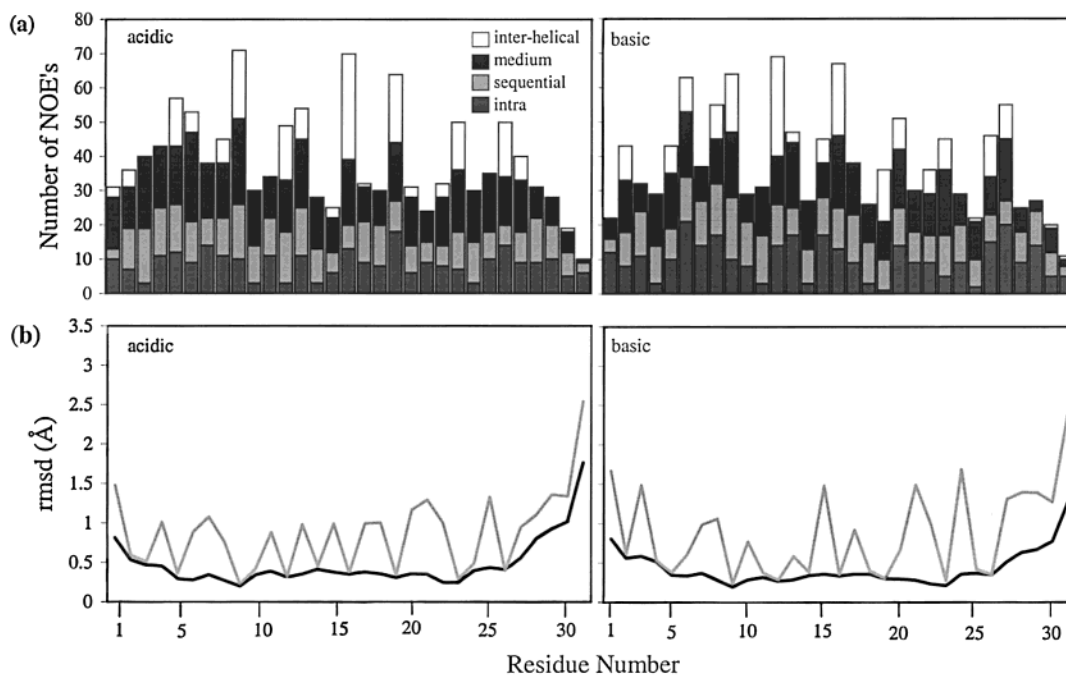 (a)
Number of NOE's
80
70
60
50
40
30
20
10
0
acidic
inter-helical
medium
sequential
intra
basic
(b)
rmsd (Å)
3.5
3
2.5
2
1.5
1
0.5
0
acidic
basic
1 5 10 15 20 25 30
1 5 10 15 20 25 30
Residue Number